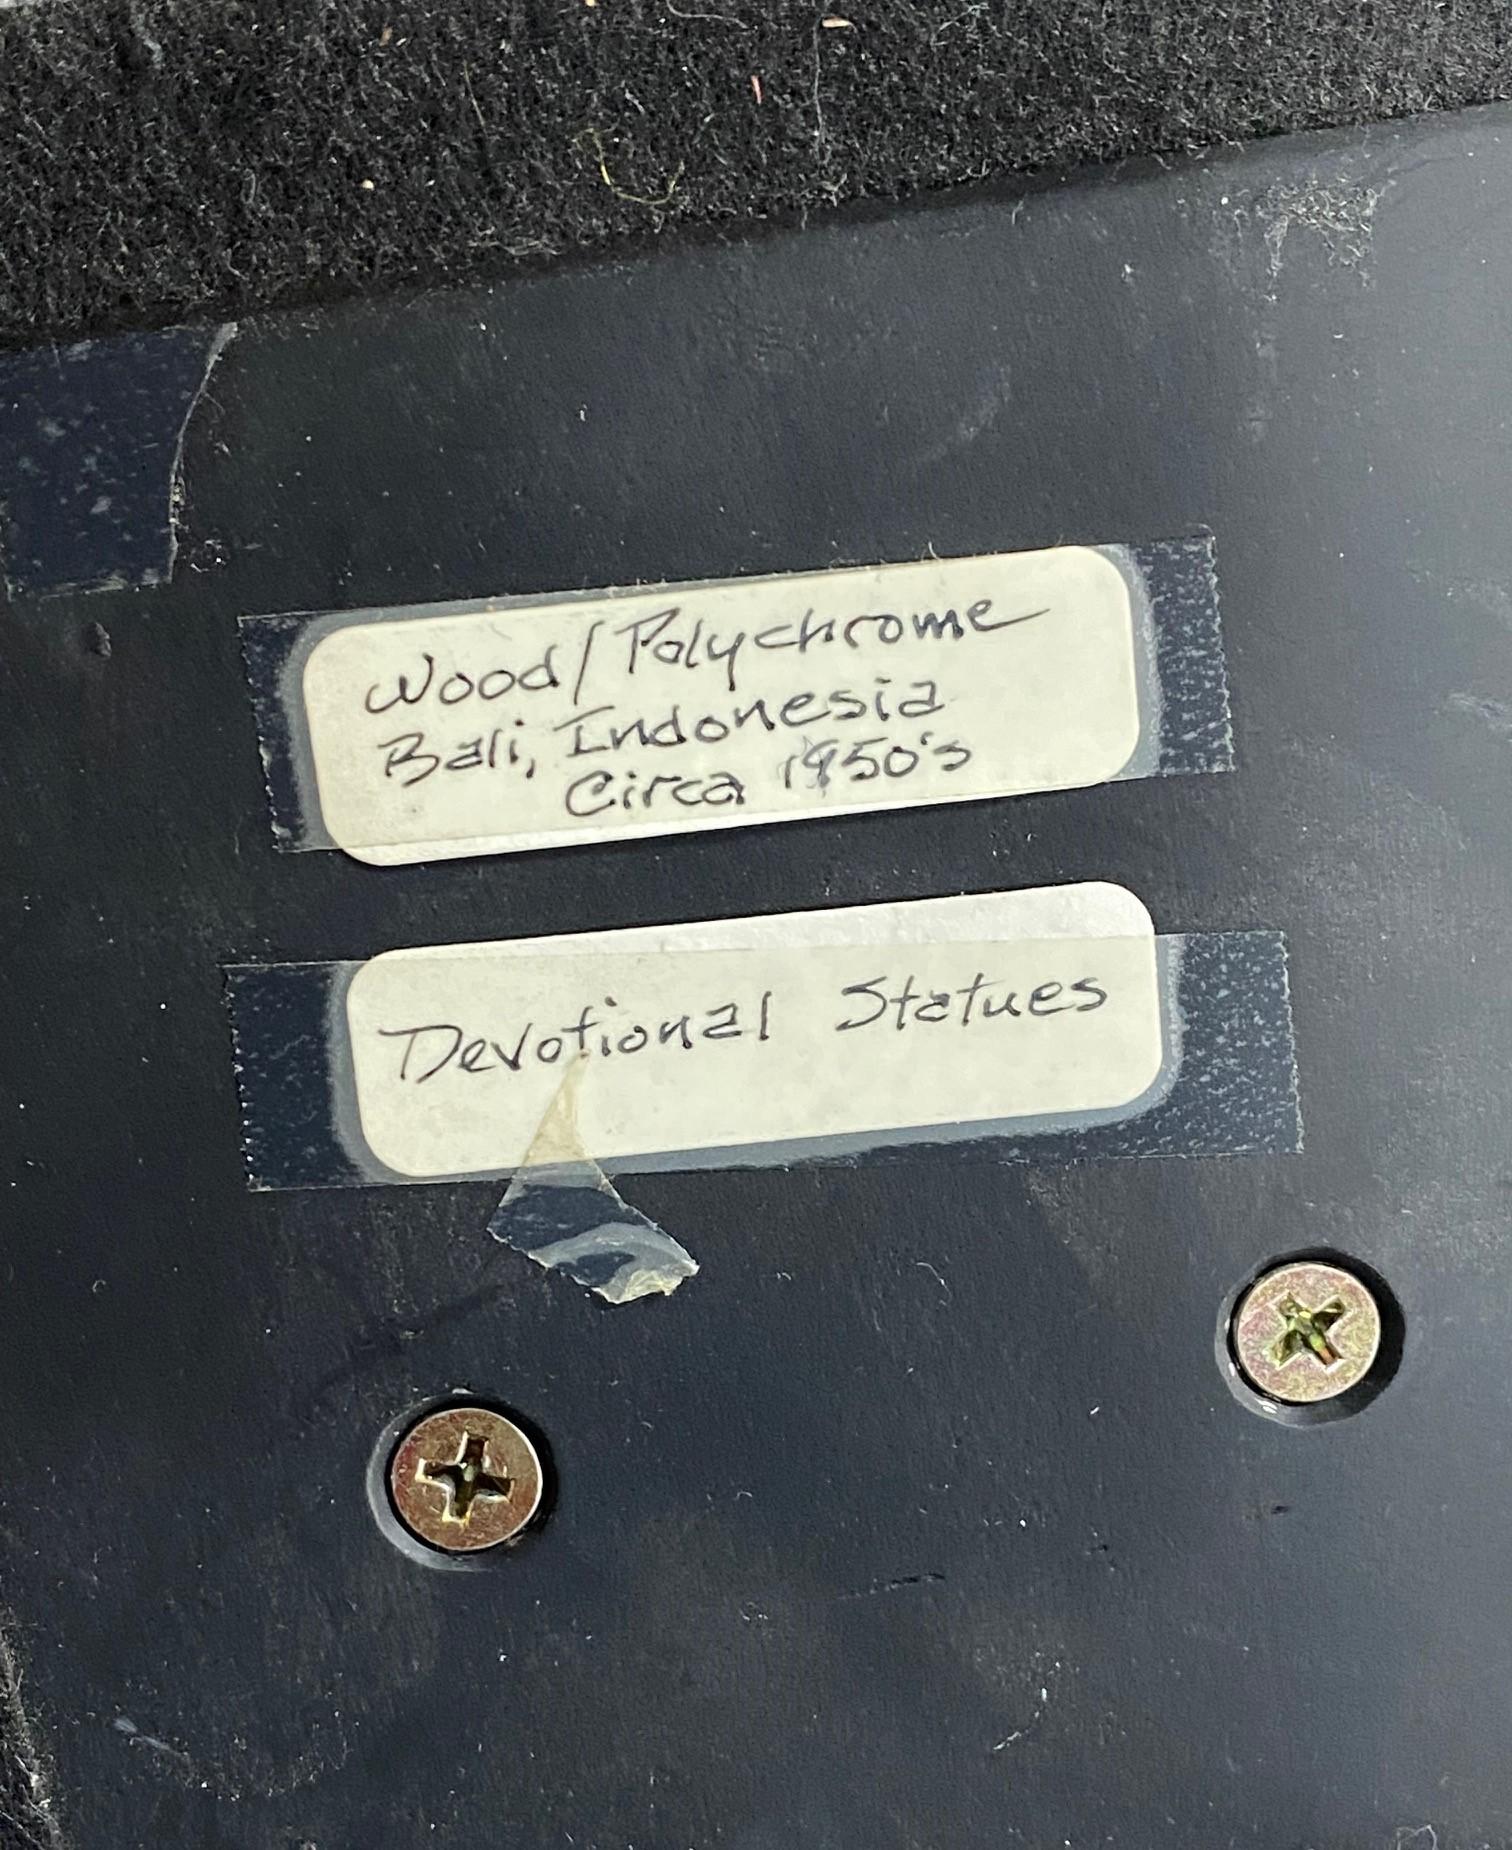 Wood/Polychrome
Bali, Indonesia
Circa 1950's
Devotional Statues